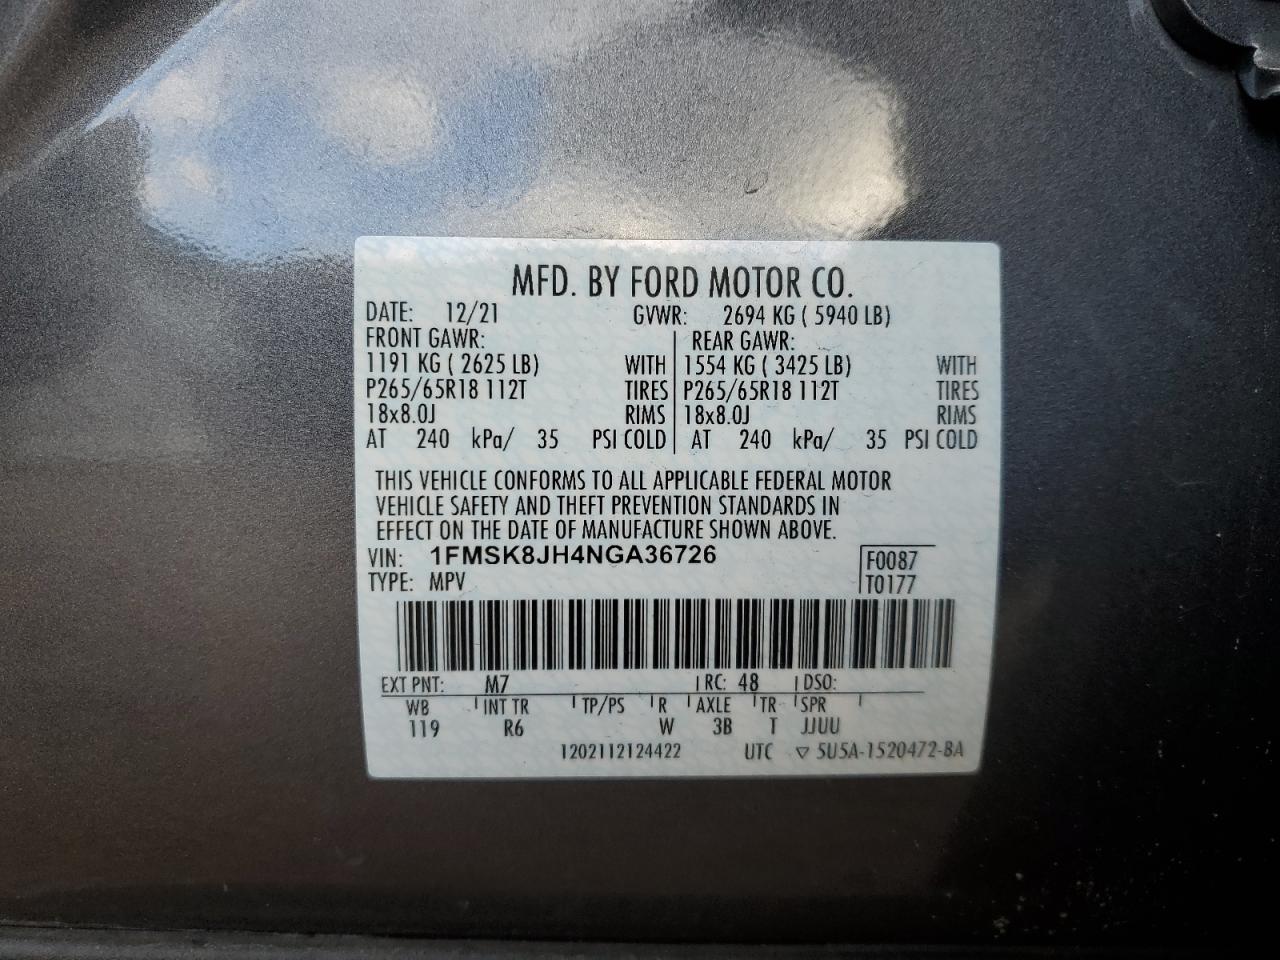 MFD. BY FORD MOTOR CO.
DATE: 12/21 GVWR: 2694 KG ( 5940 LB)
FRONT GAWR: REAR GAWR:
1191 KG ( 2625 LB) WITH 1554 KG ( 3425 LB) WITH
P265/65R18 112T TIRES P265/65R18 112T TIRES
18x8.0J RIMS 18x8.0J RIMS
AT 240 kPa/ 35 PSI COLD AT 240 kPa/ 35 PSI COLD
THIS VEHICLE CONFORMS TO ALL APPLICABLE FEDERAL MOTOR
VEHICLE SAFETY AND THEFT PREVENTION STANDARDS IN
EFFECT ON THE DATE OF MANUFACTURE SHOWN ABOVE.
VIN: 1FMSK8JH4NGA36726 F0087
TYPE: MPV T0177
EXT PNT: M7 RC: 48 DSO:
WB INT TR TP/PS R AXLE TR SPR
119 R6 W 3B T JJUU
1202112124422 UTC ▽ 5U5A-1520472-BA